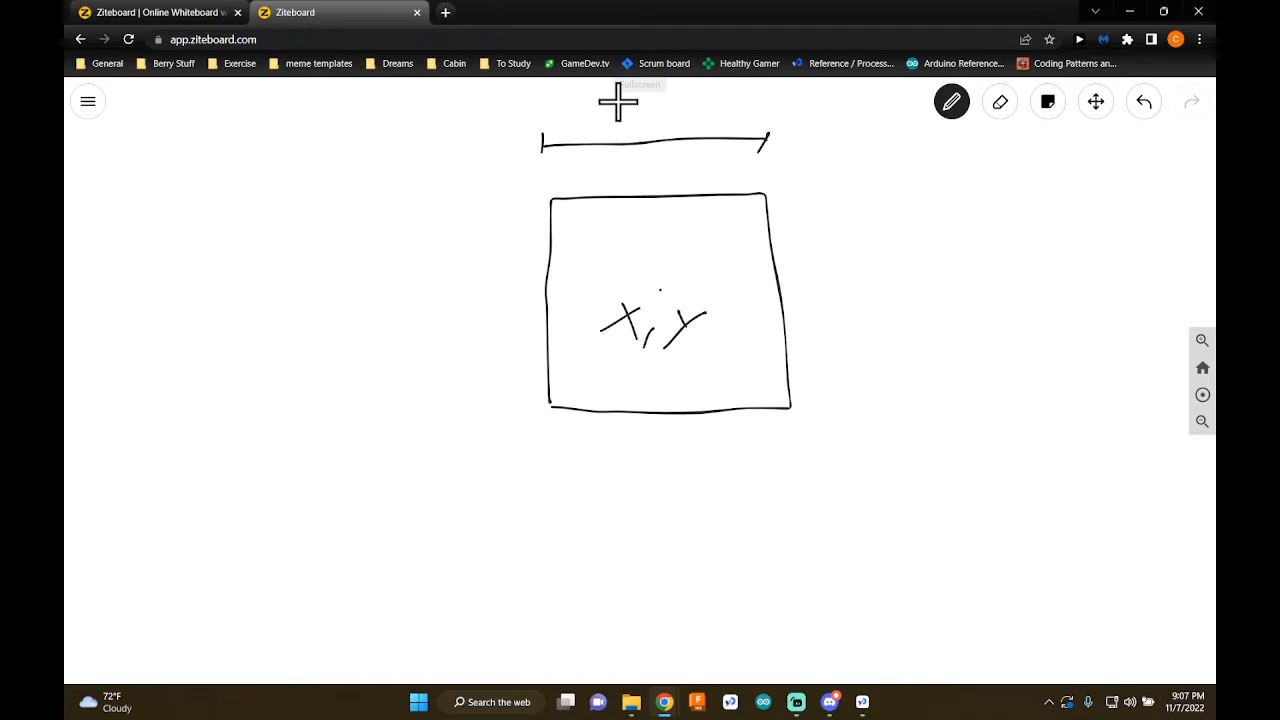 Ziteboard | Online Whiteboard w
Ziteboard
app.ziteboard.com
General
Berry Stuff
Exercise
meme templates
Dreams
Cabin
To Study
GameDev.tv
Scrum board
Healthy Gamer
Reference / Process...
Arduino Reference...
Coding Patterns an...
C
Fullscreen
x, y
72°F
Cloudy
Search the web
9:07 PM
11/7/2022